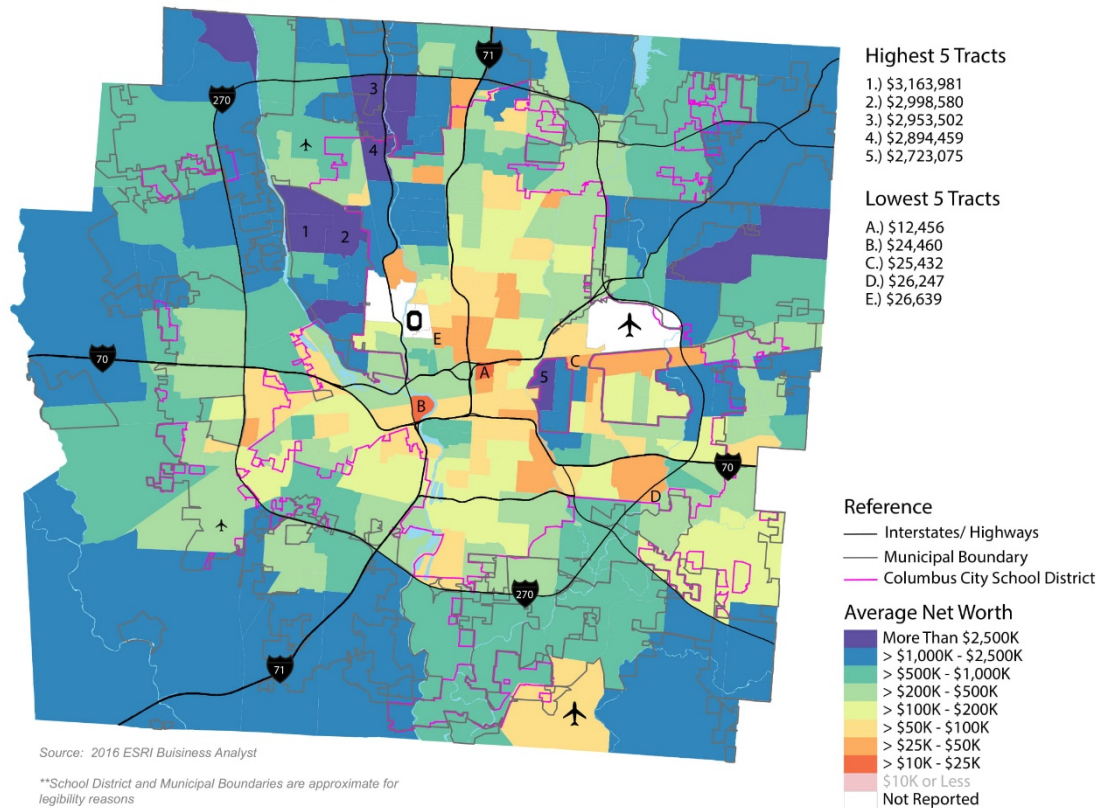 71
270
3
4
1
2
E
70
A
C
5
B
70
D
270
71
Highest 5 Tracts
1.) $3,163,981
2.) $2,998,580
3.) $2,953,502
4.) $2,894,459
5.) $2,723,075
Lowest 5 Tracts
A.) $12,456
B.) $24,460
C.) $25,432
D.) $26,247
E.) $26,639
Reference
Interstates/ Highways
Municipal Boundary
Columbus City School District
Average Net Worth
More Than $2,500K
> $1,000K - $2,500K
> $500K - $1,000K
> $200K - $500K
> $100K - $200K
> $50K - $100K
> $25K - $50K
> $10K - $25K
$10K or Less
Not Reported
Source: 2016 ESRI Buisiness Analyst
**School District and Municipal Boundaries are approximate for
legibility reasons